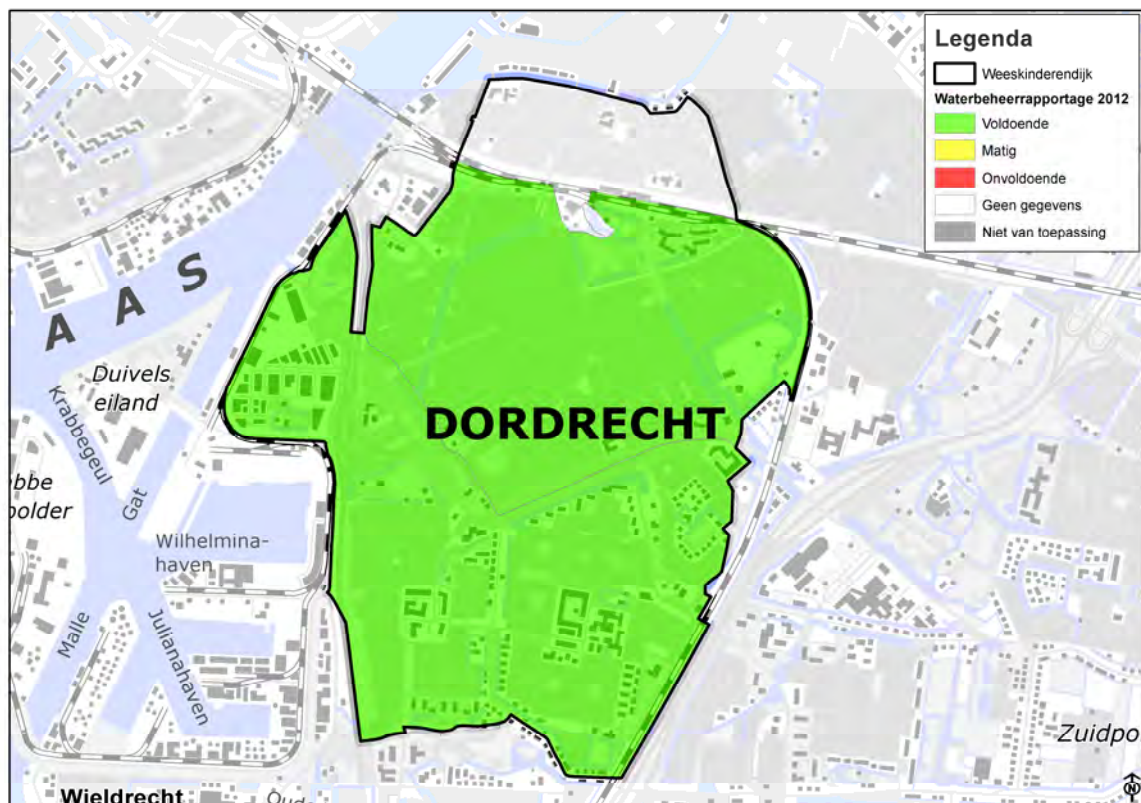 Legenda
Weeskinderendijk
Waterbeheerrapportage 2012
Voldoende
Matig
Onvoldoende
Geen gegevens
Niet van toepassing
A A S
Duivels
eiland
Krabbegeul
DORDRECHT
Gat
bbe
polder
Wilhelmina-
haven
Malle
Julianahaven
Zuidpo
Wieldrecht
Oude
N